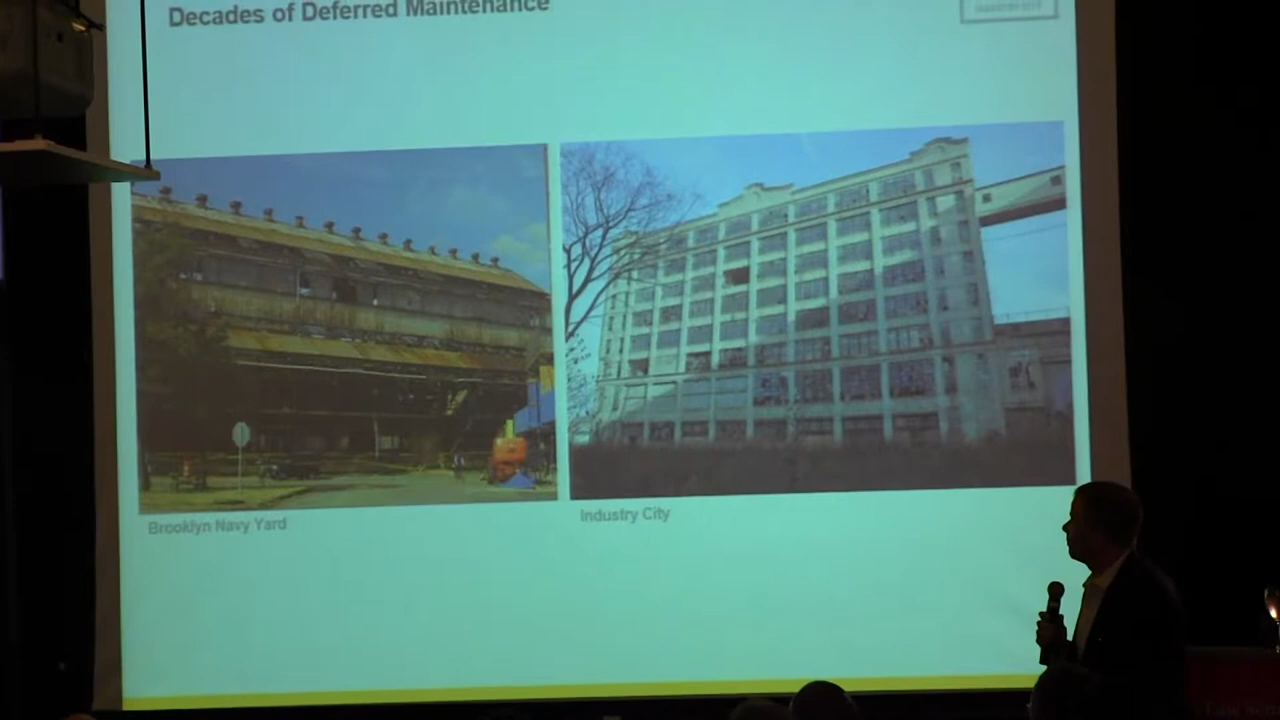 Decades of Deferred Maintenance
Brooklyn Navy Yard
Industry City